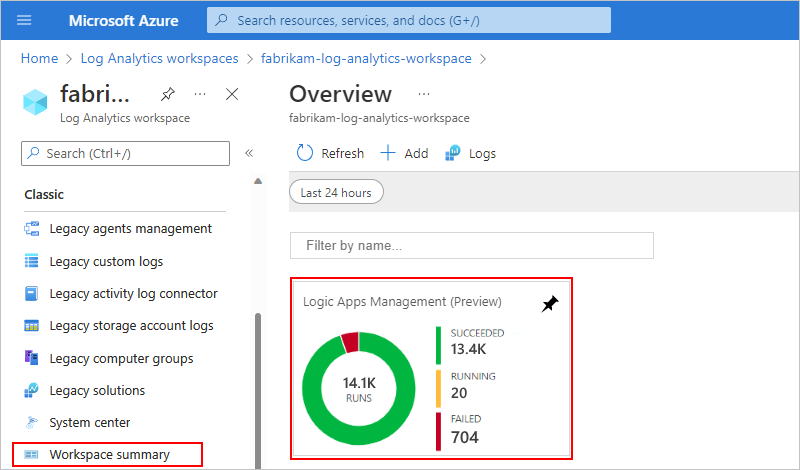 Microsoft Azure
Search resources, services, and docs (G+/)
Home > Log Analytics workspaces > fabrikam-log-analytics-workspace >
fabri...
Log Analytics workspace
Search (Ctrl+/)
Classic
Legacy agents management
Legacy custom logs
Legacy activity log connector
Legacy storage account logs
Legacy computer groups
Legacy solutions
System center
Workspace summary
Overview
fabrikam-log-analytics-workspace
Refresh Add Logs
Last 24 hours
Filter by name...
Logic Apps Management (Preview)
14.1K
RUNS
SUCCEEDED
13.4K
RUNNING
20
FAILED
704